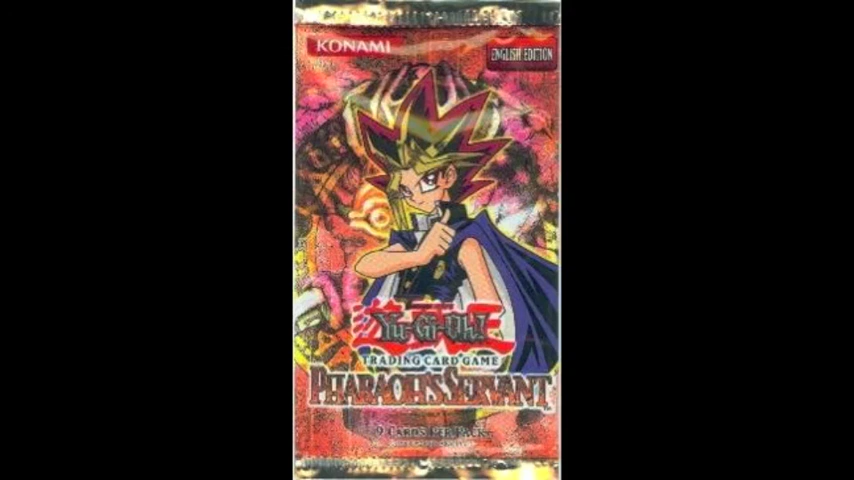 KONAMI
ENGLISH EDITION
Yu-Gi-Oh!
TRADING CARD GAME
PHARAOH'S SERVANT
9 CARDS PER PACK